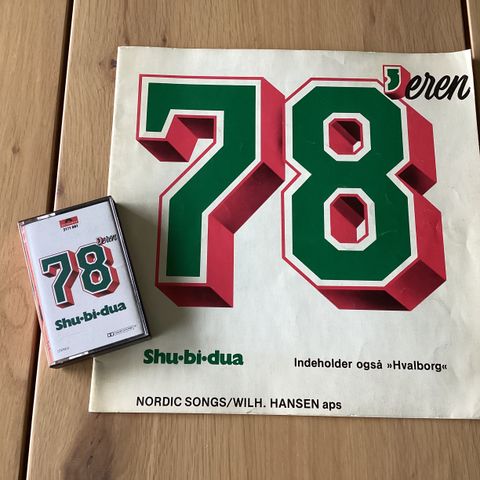 78'eren
Shu·bi·dua
Indeholder også »Hvalborg«
NORDIC SONGS/WILH. HANSEN aps
78'eren
Shu·bi·dua